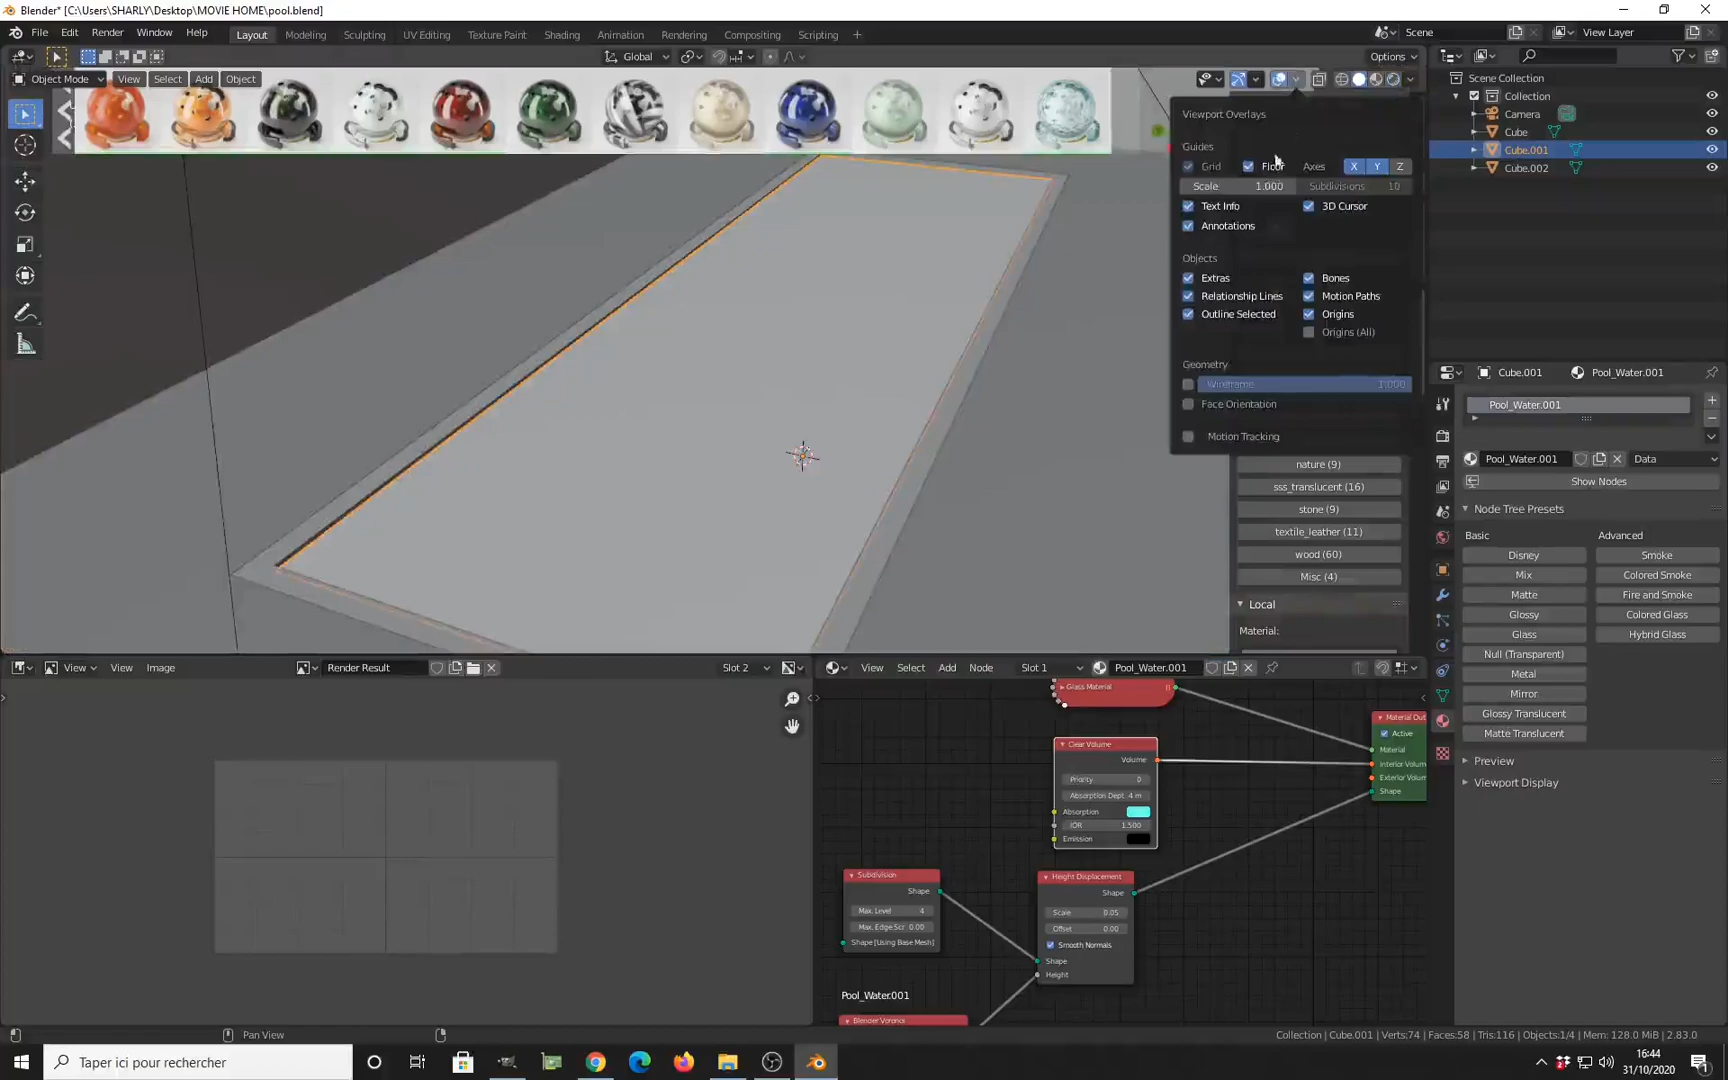 Blender* [C:\Users\SHARLY\Desktop\MOVIE HOME\pool.blend]
File Edit Render Window Help Layout Modeling Sculpting UV Editing Texture Paint Shading Animation Rendering Compositing Scripting + Scene View Layer
Global Options
Object Mode View Select Add Object
Scene Collection
Collection
Camera
Cube
Cube.001
Cube.002
Viewport Overlays
Guides
Grid Floor Axes X Y Z
Scale 1.000 Subdivisions 10
Text Info 3D Cursor
Annotations
Objects
Extras Bones
Relationship Lines Motion Paths
Outline Selected Origins
Origins (All)
Geometry
Wireframe 1.000
Face Orientation
Motion Tracking
nature (9)
sss_translucent (16)
stone (9)
textile_leather (11)
wood (60)
Misc (4)
Local
Material:
Cube.001 Pool_Water.001
Pool_Water.001
Pool_Water.001 Data
Show Nodes
Node Tree Presets
Basic Advanced
Disney Smoke
Mix Colored Smoke
Matte Fire and Smoke
Glossy Colored Glass
Glass Hybrid Glass
Null (Transparent)
Metal
Mirror
Glossy Translucent
Matte Translucent
Preview
Viewport Display
View View Image Render Result Slot 2
View Select Add Node Slot 1 Pool_Water.001
Glass Material
Material Out
Active
Material
Interior Volum
Exterior Volum
Shape
Clear Volume
Volume
Priority 0
Absorption Dept 4 m
Absorption
IOR 1.500
Emission
Subdivision
Shape
Max. Level 4
Max. Edge Scr 0.00
Shape [Using Base Mesh]
Height Displacement
Shape
Scale 0.05
Offset 0.00
Smooth Normals
Shape
Height
Pool_Water.001
Blender Voronoi
Pan View
Collection | Cube.001 | Verts:74 | Faces:58 | Tris:116 | Objects:1/4 | Mem: 128.0 MiB | 2.83.0
Taper ici pour rechercher
16:44
31/10/2020
1